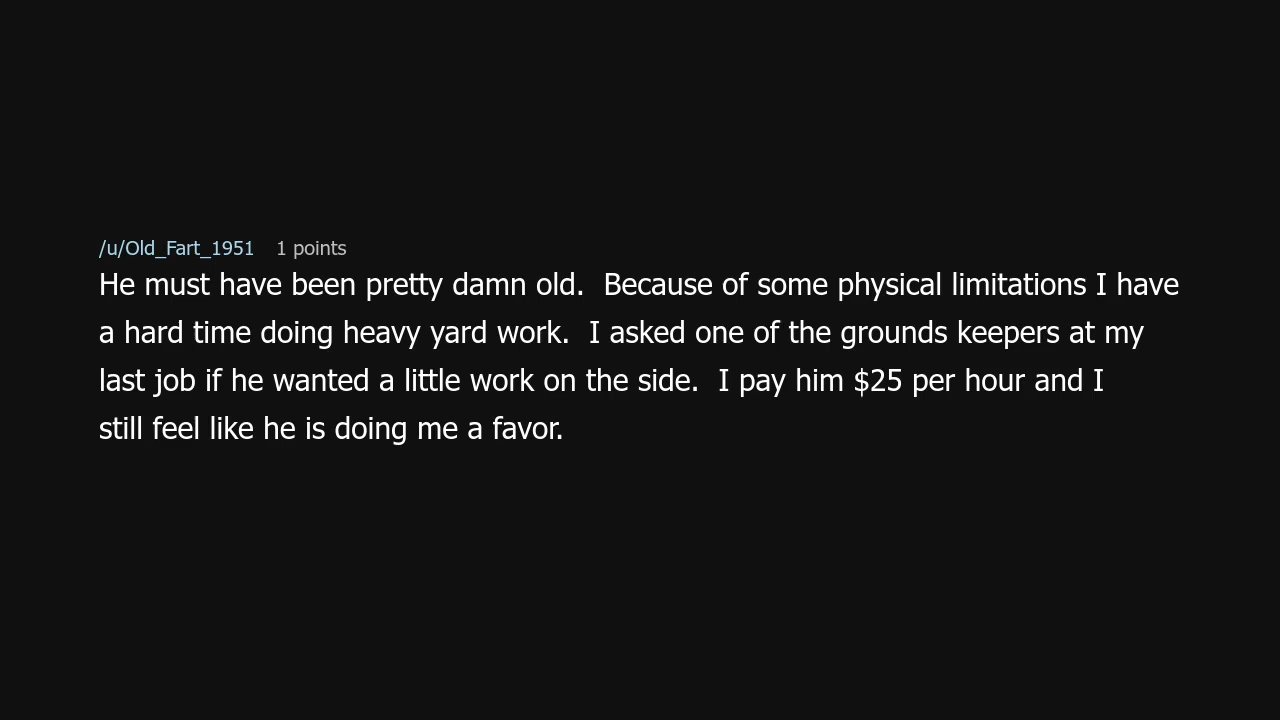 /u/Old_Fart_1951 1 points
He must have been pretty damn old.  Because of some physical limitations I have
a hard time doing heavy yard work.  I asked one of the grounds keepers at my
last job if he wanted a little work on the side.  I pay him $25 per hour and I
still feel like he is doing me a favor.